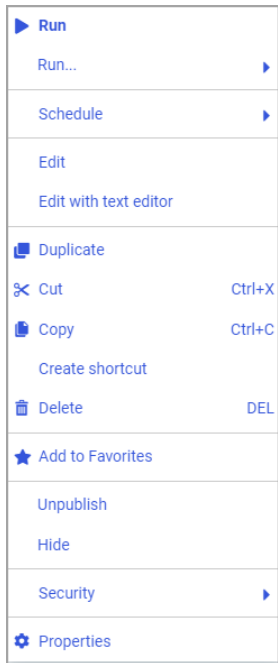 Run
Run...
Schedule
Edit
Edit with text editor
Duplicate
Cut Ctrl+X
Copy Ctrl+C
Create shortcut
Delete DEL
Add to Favorites
Unpublish
Hide
Security
Properties